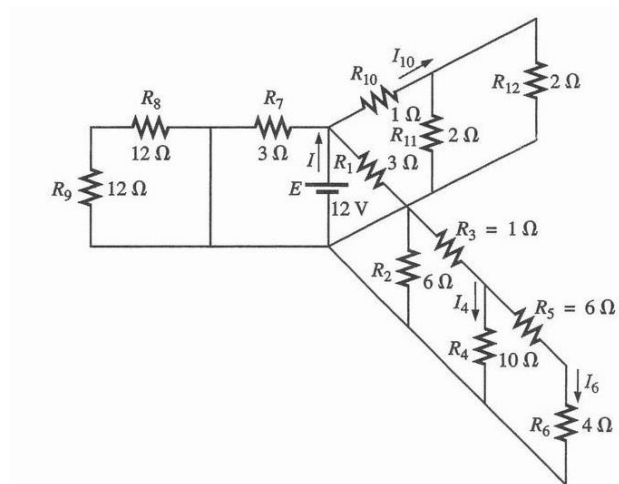 I₁₀
R₁₀
R₁₂ 2 Ω
R₈
R₇
1 Ω
R₁₁ 2 Ω
12 Ω
3 Ω
I
R₁ 3 Ω
R₉ 12 Ω
E
12 V
R₃ = 1 Ω
R₂ 6 Ω
I₄
R₅ = 6 Ω
R₄ 10 Ω
I₆
R₆ 4 Ω